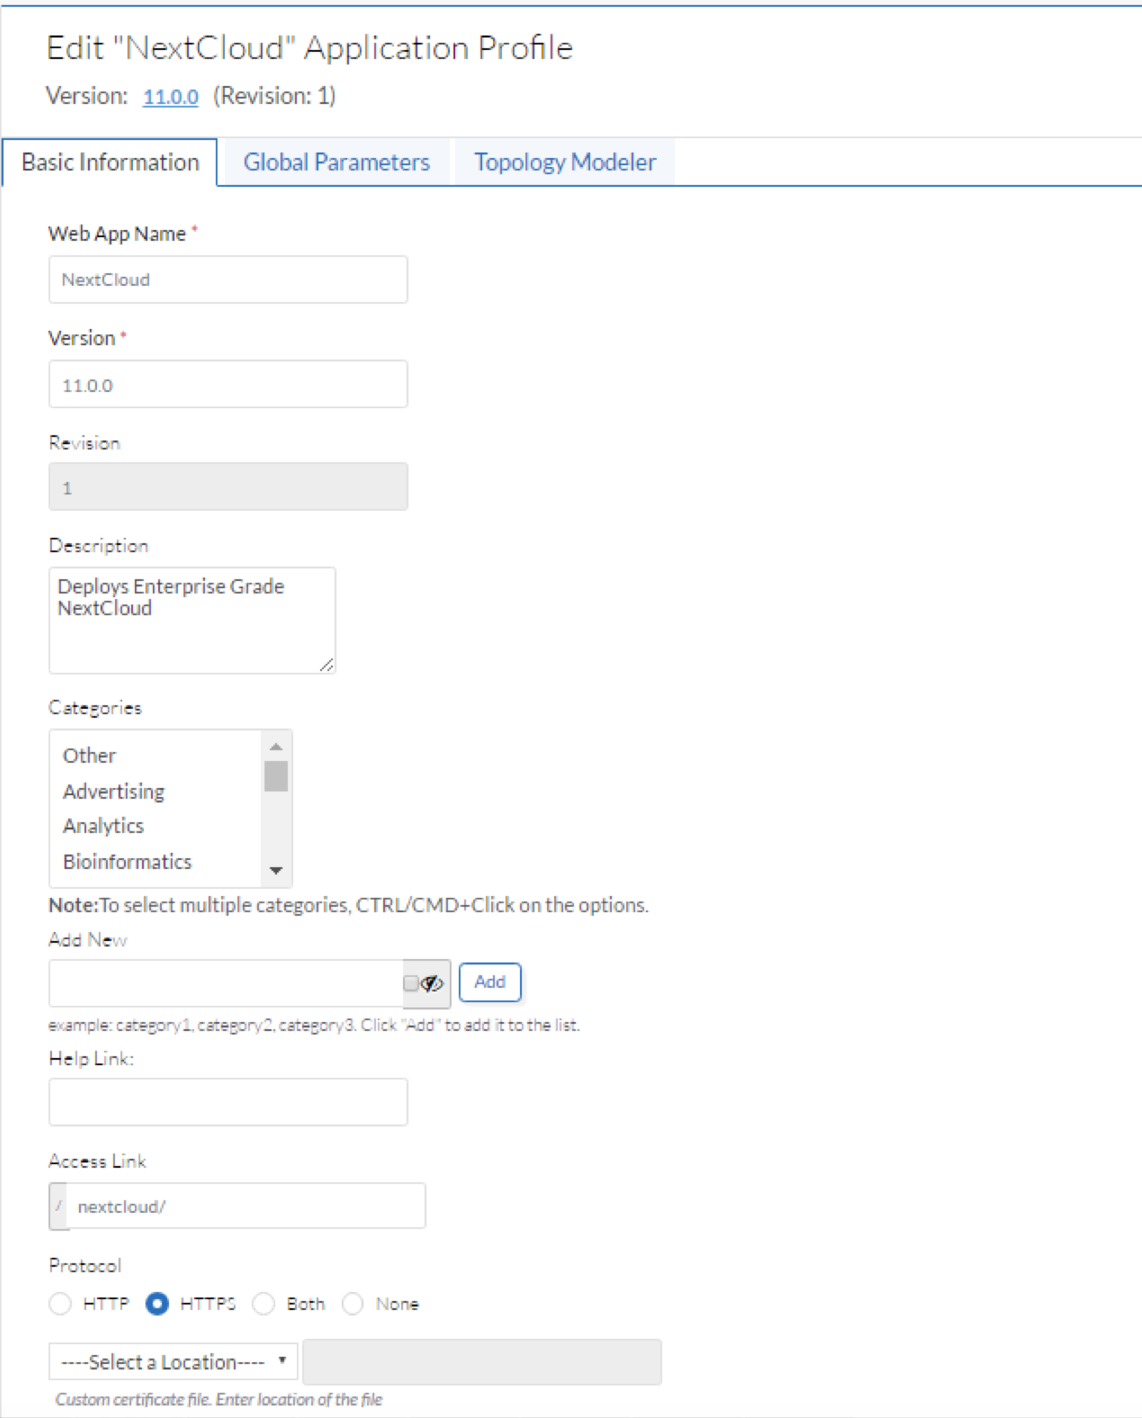 Edit "NextCloud" Application Profile
Version: 11.0.0 (Revision: 1)
Basic Information Global Parameters Topology Modeler
Web App Name *
NextCloud
Version *
11.0.0
Revision
1
Description
Deploys Enterprise Grade
NextCloud
Categories
Other
Advertising
Analytics
Bioinformatics
Note:To select multiple categories, CTRL/CMD+Click on the options.
Add New
Add
example: category1, category2, category3. Click "Add" to add it to the list.
Help Link:
Access Link
/ nextcloud/
Protocol
HTTP HTTPS Both None
----Select a Location----
Custom certificate file. Enter location of the file